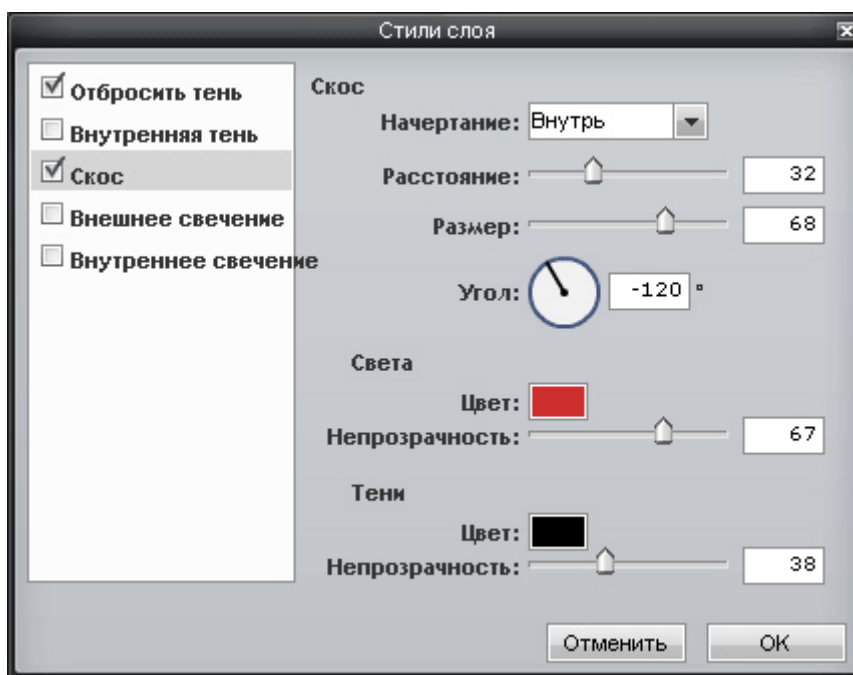 Стили слоя
Отбросить тень
Внутренняя тень
Скос
Внешнее свечение
Внутреннее свечение
Скос
Начертание: Внутрь
Расстояние: 32
Размер: 68
Угол: -120 °
Света
Цвет:
Непрозрачность: 67
Тени
Цвет:
Непрозрачность: 38
Отменить OK